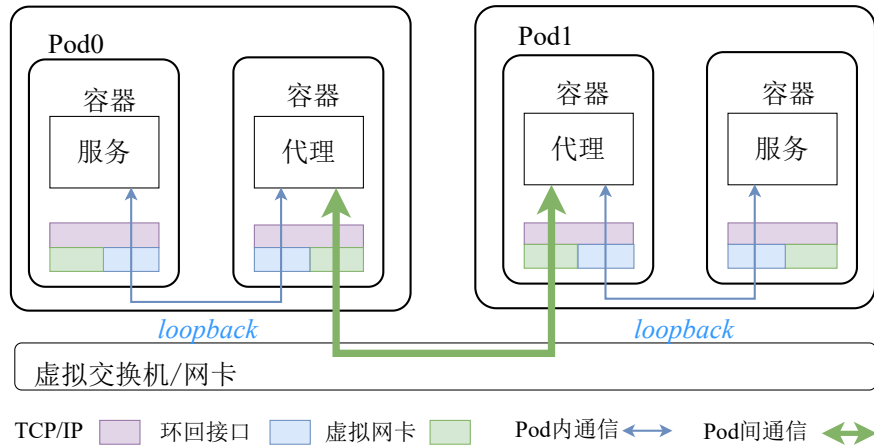 Pod0
Pod1
容器
容器
容器
容器
服务
代理
代理
服务
loopback
loopback
虚拟交换机/网卡
TCP/IP 环回接口 虚拟网卡 Pod内通信 Pod间通信